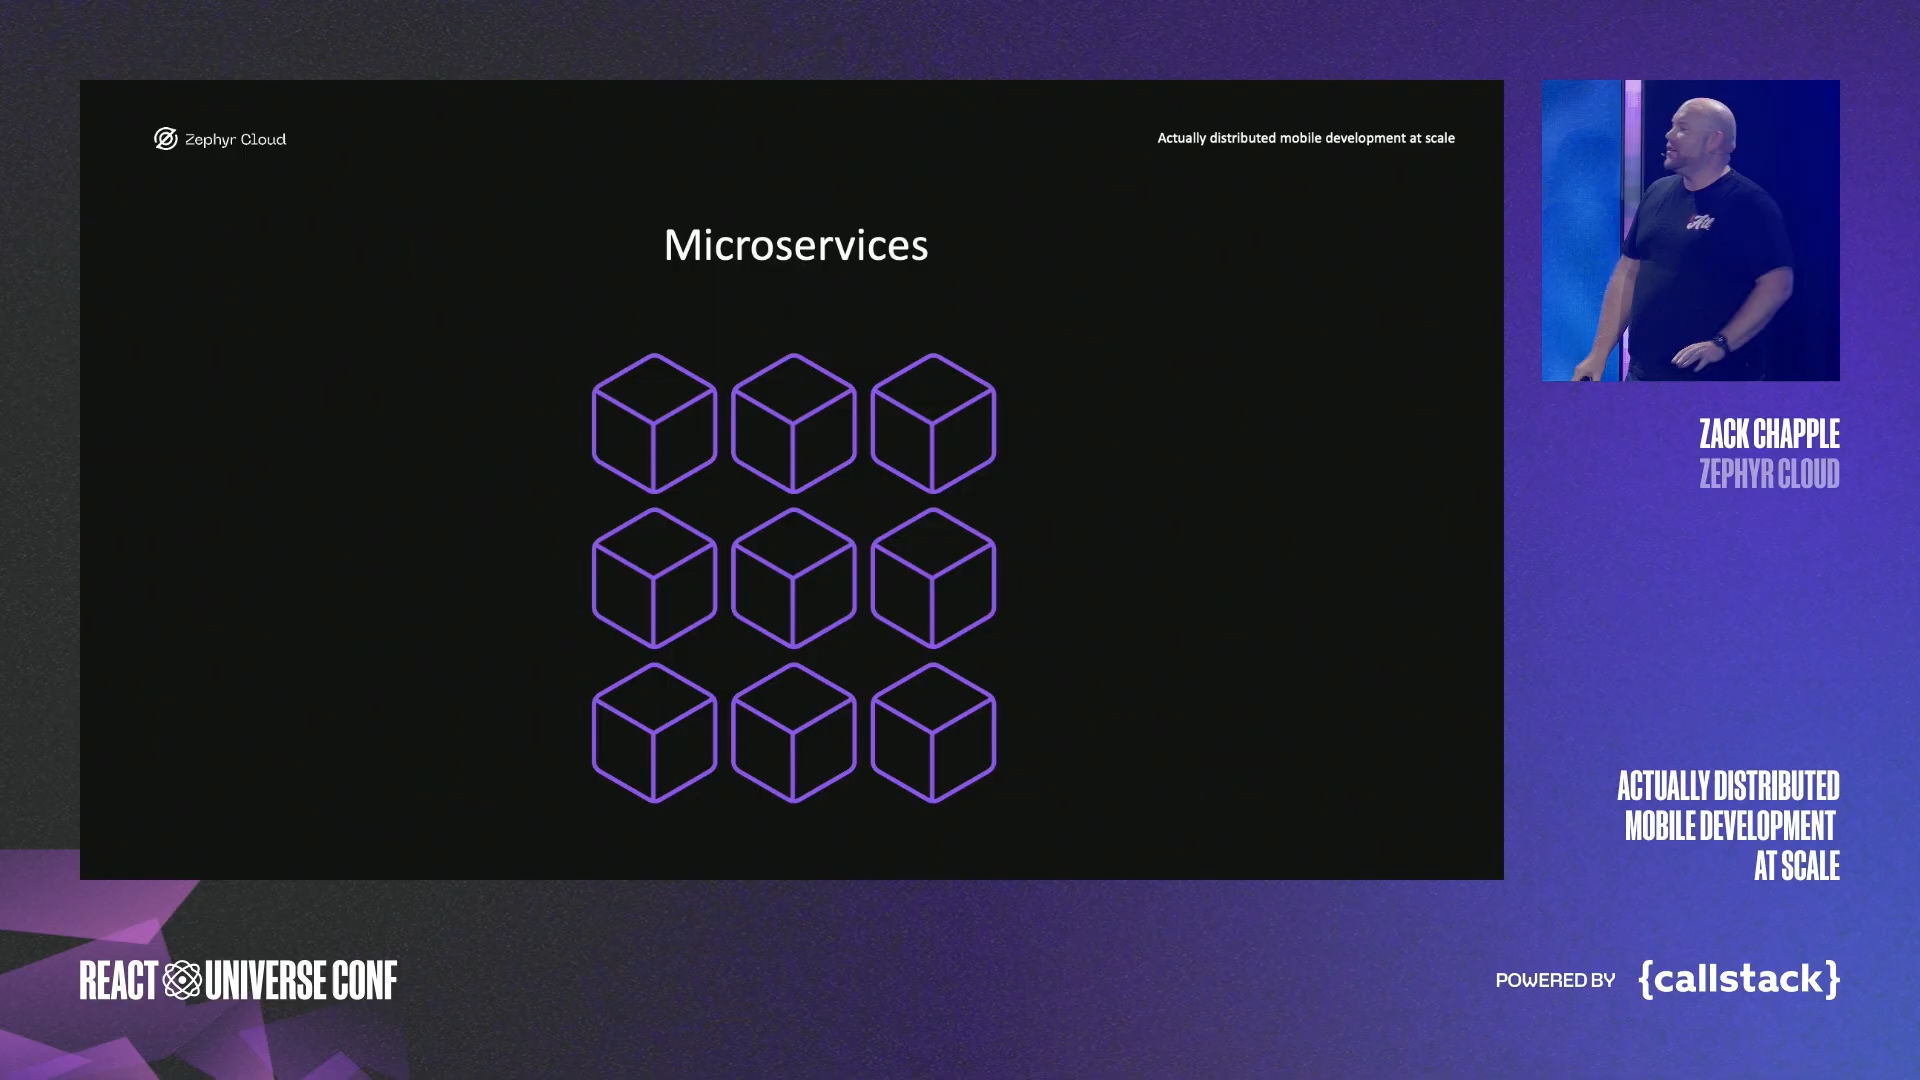 Zephyr Cloud
Actually distributed mobile development at scale
Microservices
ZACK CHAPPLE
ZEPHYR CLOUD
ACTUALLY DISTRIBUTED
MOBILE DEVELOPMENT
AT SCALE
REACT UNIVERSE CONF
POWERED BY {callstack}